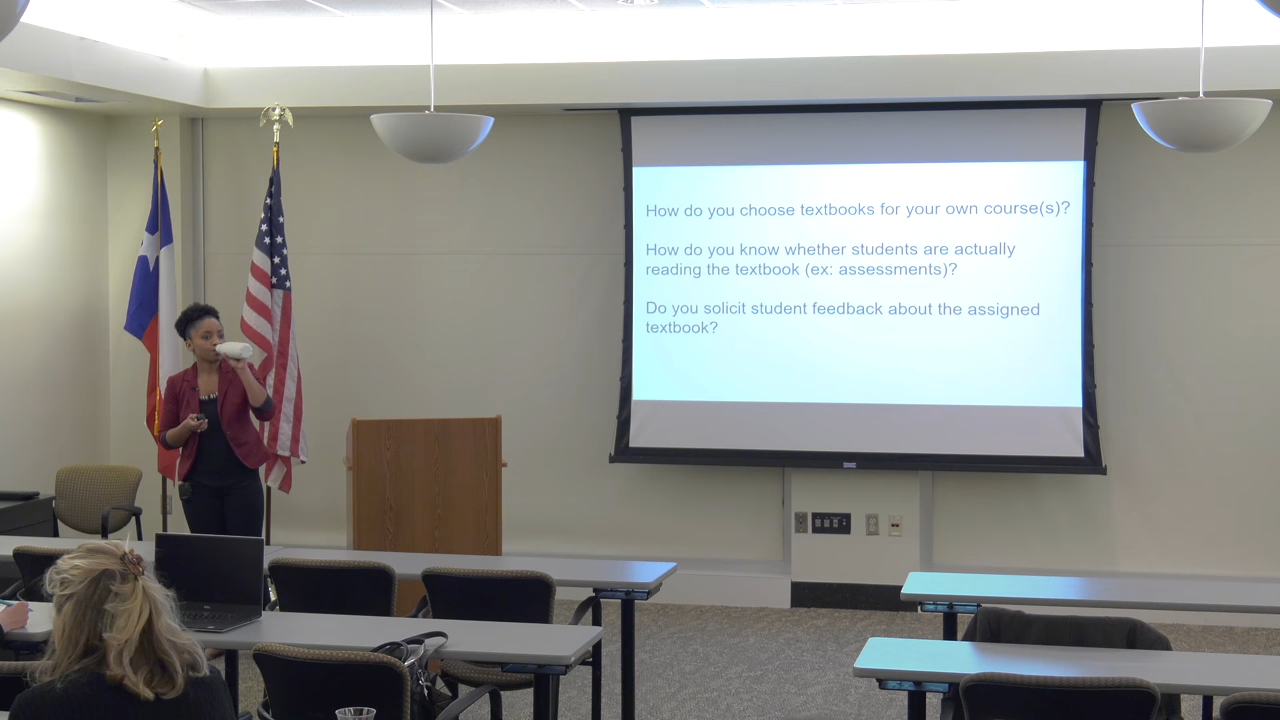 How do you choose textbooks for your own course(s)?
How do you know whether students are actually
reading the textbook (ex: assessments)?
Do you solicit student feedback about the assigned
textbook?